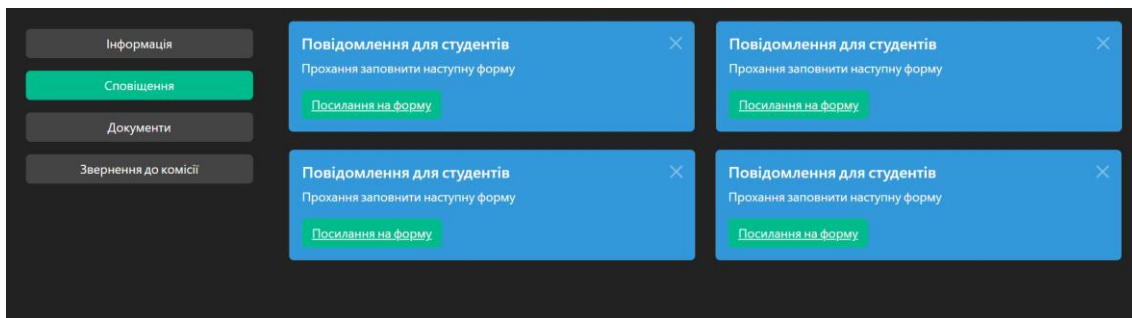 Інформація
Сповіщення
Документи
Звернення до комісії
Повідомлення для студентів
Прохання заповнити наступну форму
Посилання на форму
Повідомлення для студентів
Прохання заповнити наступну форму
Посилання на форму
Повідомлення для студентів
Прохання заповнити наступну форму
Посилання на форму
Повідомлення для студентів
Прохання заповнити наступну форму
Посилання на форму